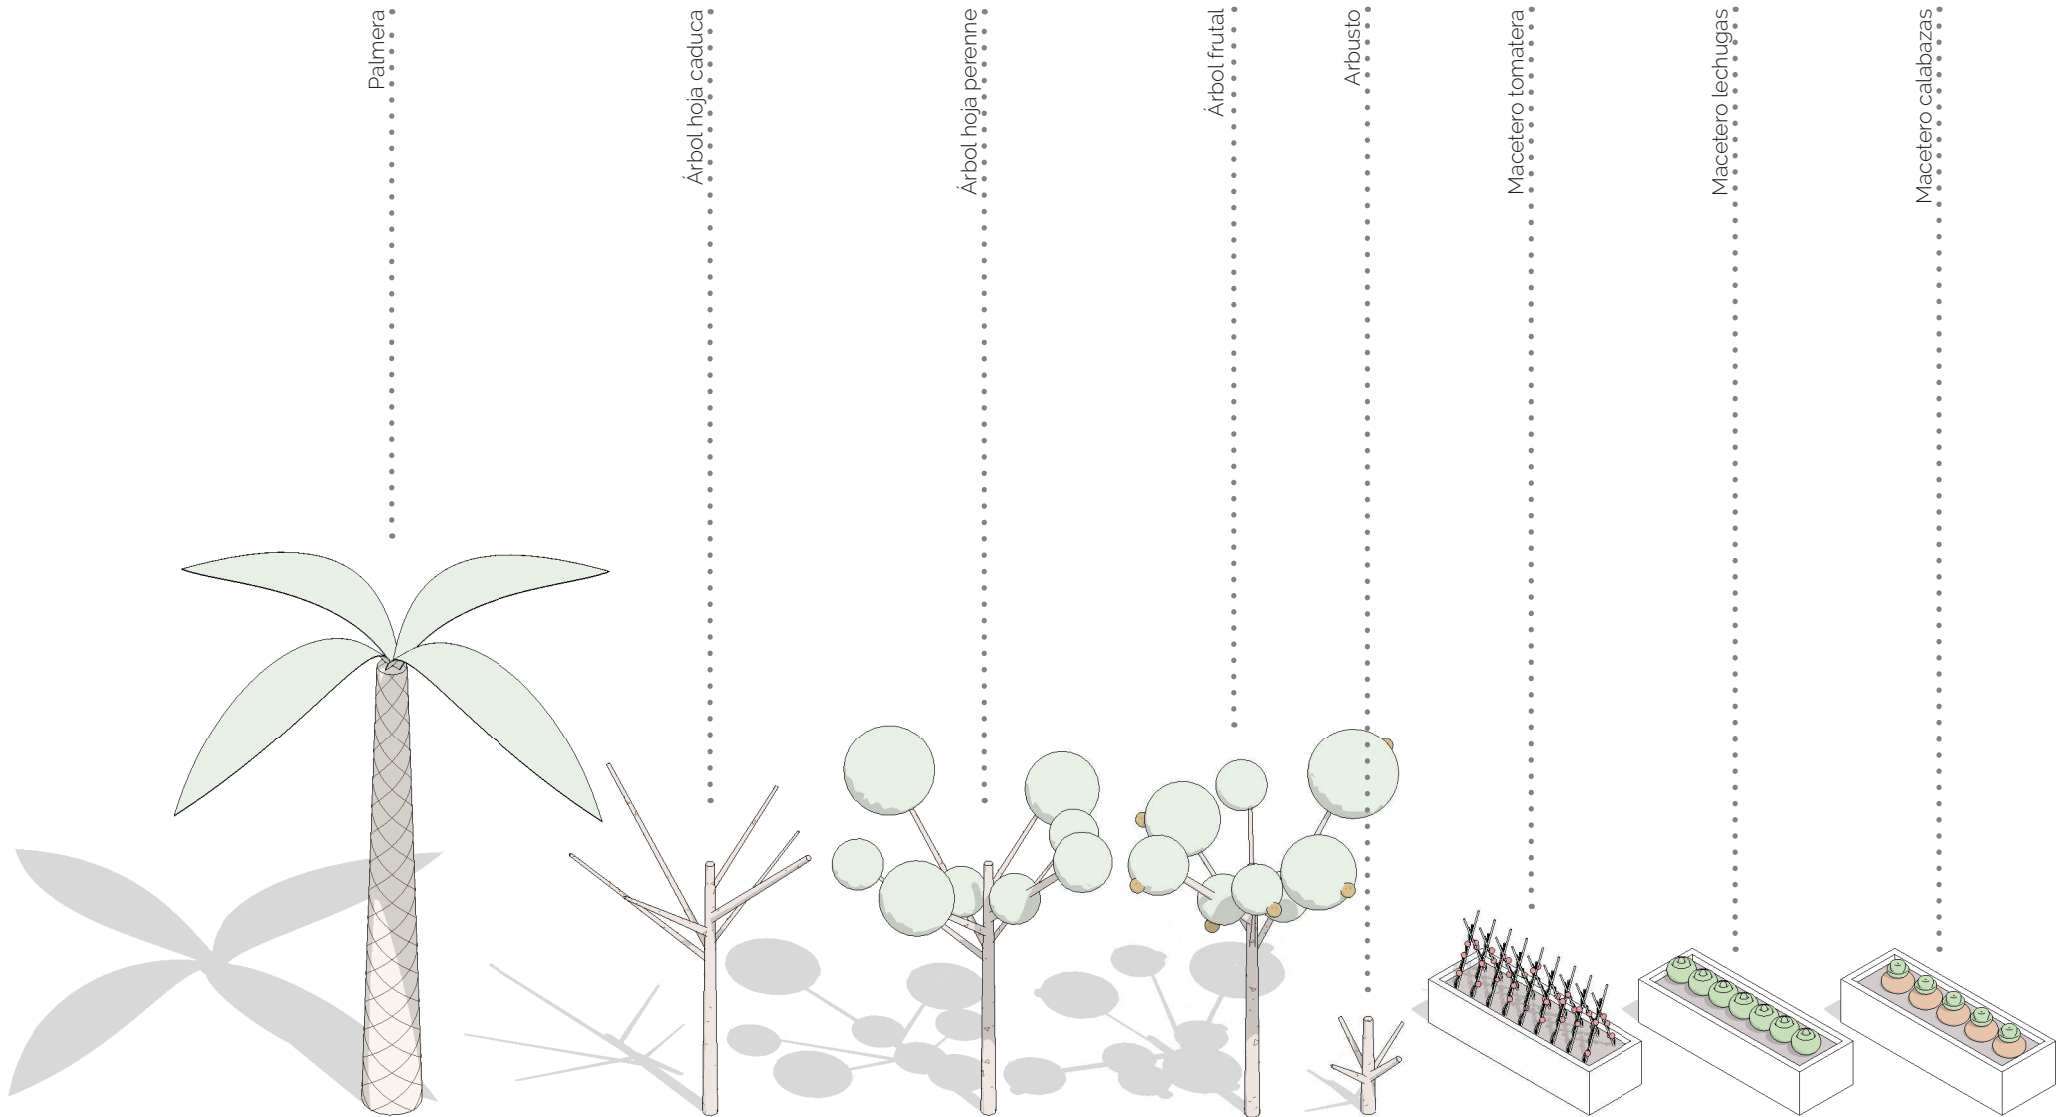 Palmera
Árbol hoja caduca
Árbol hoja perenne
Árbol frutal
Arbusto
Macetero tomatera
Macetero lechugas
Macetero calabazas